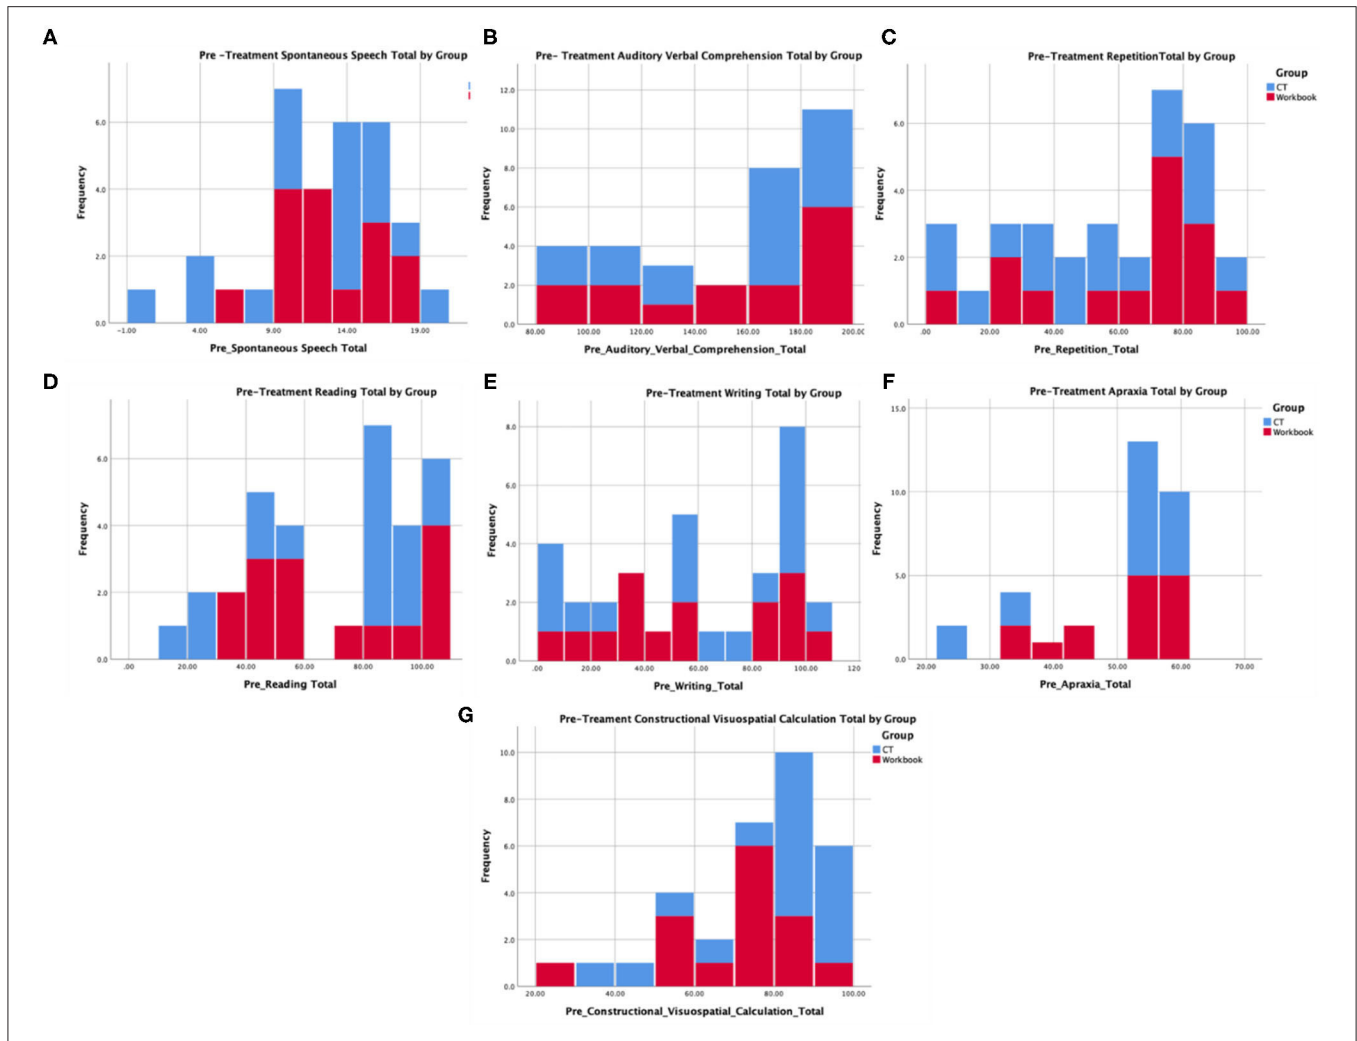 A
Pre -Treatment Spontaneous Speech Total by Group
Frequency
6.0
4.0
2.0
0.0
-1.00 4.00 9.00 14.00 19.00
Pre_Spontaneous Speech Total
B
Pre- Treatment Auditory Verbal Comprehension Total by Group
Frequency
12.0
10.0
8.0
6.0
4.0
2.0
0.0
80.00 100.00 120.00 140.00 160.00 180.00 200.00
Pre_Auditory_Verbal_Comprehension_Total
C
Pre-Treatment RepetitionTotal by Group
Group
CT
Workbook
Frequency
6.0
4.0
2.0
0.0
.00 20.00 40.00 60.00 80.00 100.00
Pre_Repetition_Total
D
Pre-Treatment Reading Total by Group
Frequency
6.0
4.0
2.0
0.0
.00 20.00 40.00 60.00 80.00 100.00
Pre_Reading Total
E
Pre-Treatment Writing Total by Group
Frequency
8.0
6.0
4.0
2.0
0.0
.00 20.00 40.00 60.00 80.00 100.00 120
Pre_Writing_Total
F
Pre-Treatment Apraxia Total by Group
Group
CT
Workbook
Frequency
15.0
10.0
5.0
0.0
20.00 30.00 40.00 50.00 60.00 70.00
Pre_Apraxia_Total
G
Pre-Treament Constructional Visuospatial Calculation Total by Group
Group
CT
Workbook
Frequency
10.0
8.0
6.0
4.0
2.0
0.0
20.00 40.00 60.00 80.00 100.00
Pre_Constructional_Visuospatial_Calculation_Total